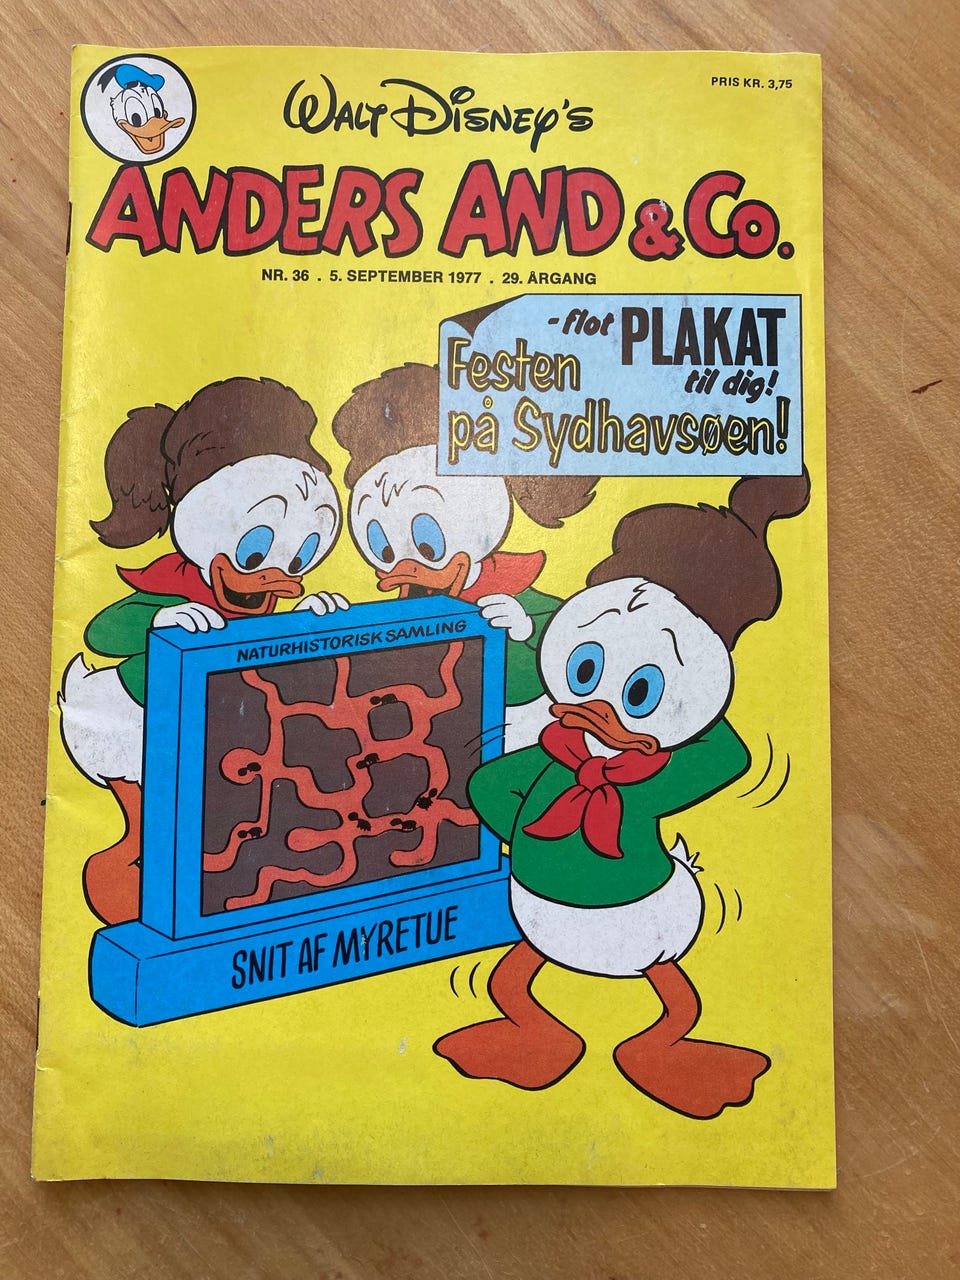 PRIS KR. 3,75
WALT DISNEY'S
ANDERS AND & Co.
NR. 36 . 5. SEPTEMBER 1977 . 29. ÅRGANG
- flot PLAKAT
til dig!
Festen
på Sydhavsøen!
NATURHISTORISK SAMLING
SNIT AF MYRETUE